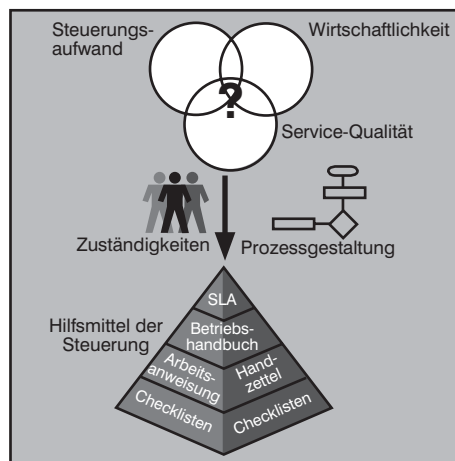 Steuerungs-
aufwand
Wirtschaftlichkeit
?
Service-Qualität
Zuständigkeiten
Prozessgestaltung
SLA
Hilfsmittel der
Steuerung
Betriebs-
handbuch
Arbeits-
anweisung
Hand-
zettel
Checklisten
Checklisten